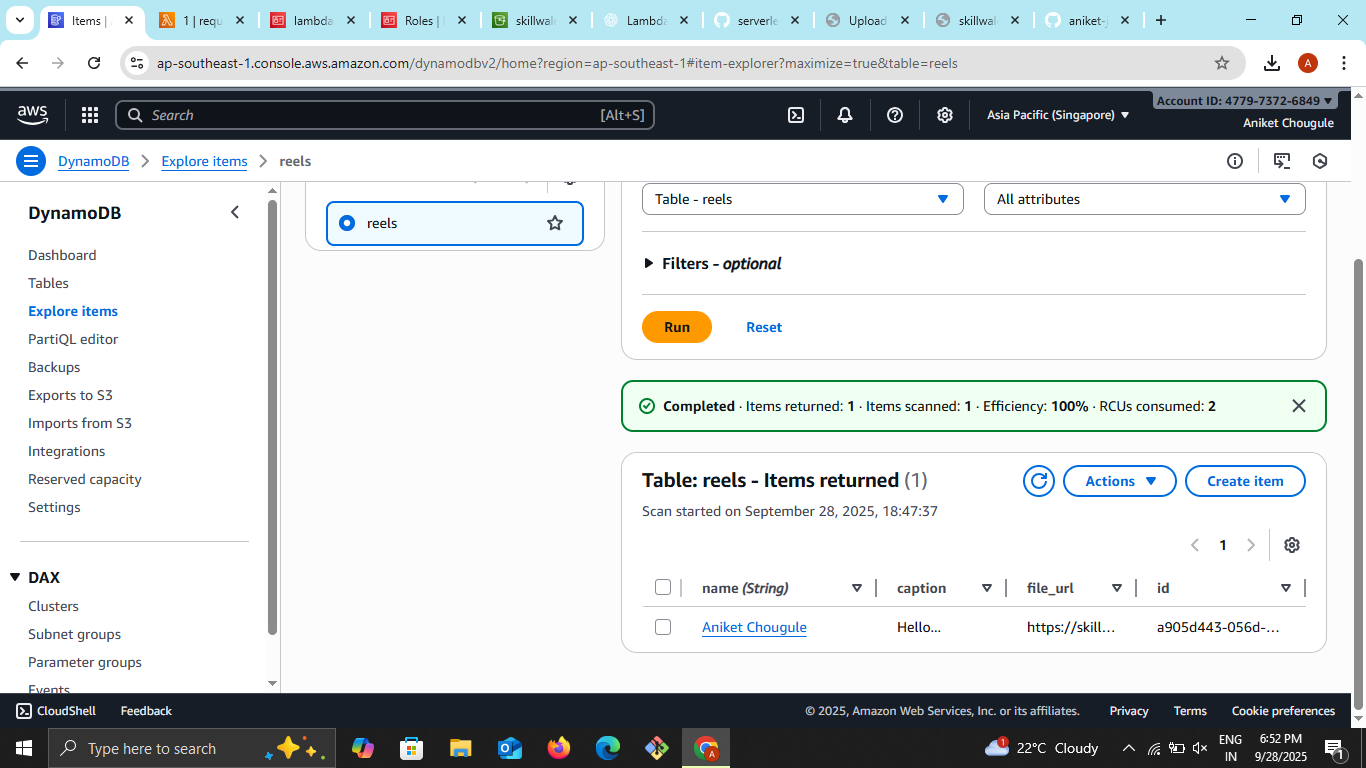 Items |
1 | requ
lambda
Roles |
skillwal
Lambda
serverle
Upload
skillwal
aniket-j
ap-southeast-1.console.aws.amazon.com/dynamodbv2/home?region=ap-southeast-1#item-explorer?maximize=true&table=reels
A
aws
Search
[Alt+S]
Asia Pacific (Singapore)
Account ID: 4779-7372-6849
Aniket Chougule
DynamoDB
Explore items
reels
DynamoDB
Dashboard
Tables
Explore items
PartiQL editor
Backups
Exports to S3
Imports from S3
Integrations
Reserved capacity
Settings
DAX
Clusters
Subnet groups
Parameter groups
Events
reels
Table - reels
All attributes
Filters - optional
Run
Reset
Completed · Items returned: 1 · Items scanned: 1 · Efficiency: 100% · RCUs consumed: 2
Table: reels - Items returned (1)
Actions
Create item
Scan started on September 28, 2025, 18:47:37
1
name (String)
caption
file_url
id
Aniket Chougule
Hello...
https://skill...
a905d443-056d-...
CloudShell
Feedback
© 2025, Amazon Web Services, Inc. or its affiliates.
Privacy
Terms
Cookie preferences
Type here to search
1
22°C Cloudy
ENG
IN
6:52 PM
9/28/2025
1